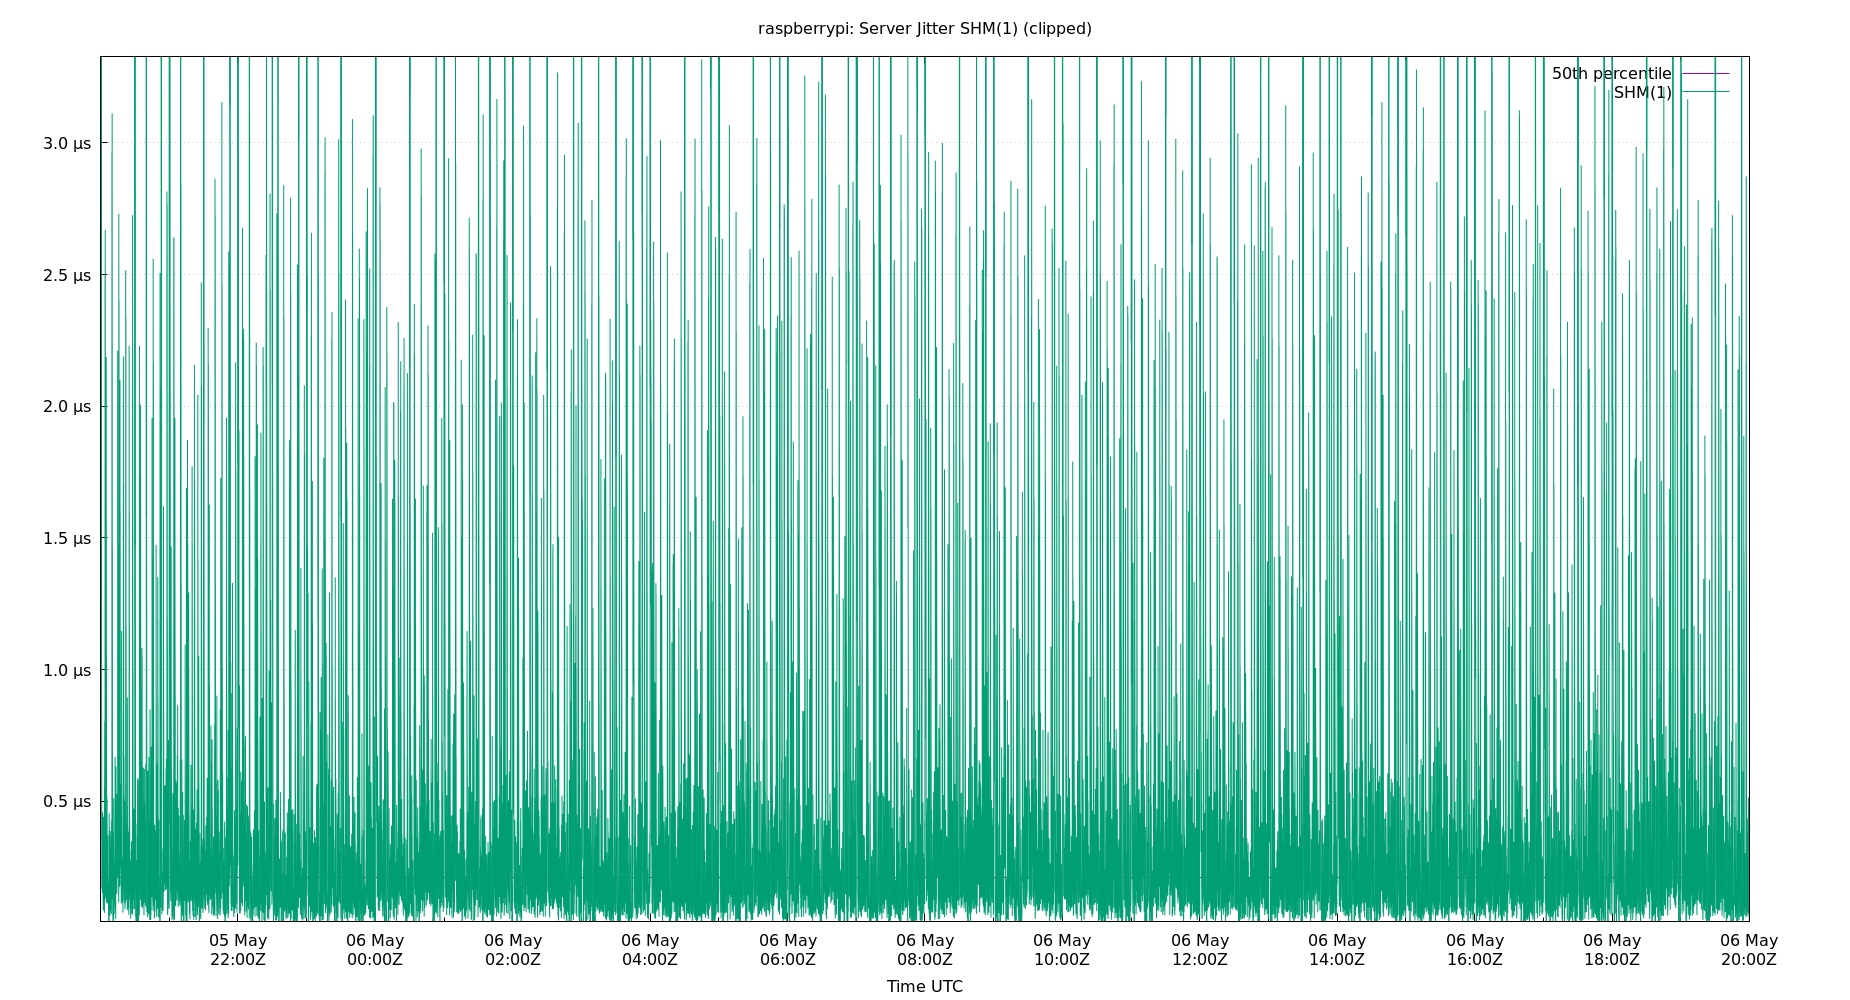 raspberrypi: Server Jitter SHM(1) (clipped)
50th percentile
SHM(1)
3.0 µs
2.5 µs
2.0 µs
1.5 µs
1.0 µs
0.5 µs
05 May 06 May 06 May 06 May 06 May 06 May 06 May 06 May 06 May 06 May 06 May 06 May
22:00Z 00:00Z 02:00Z 04:00Z 06:00Z 08:00Z 10:00Z 12:00Z 14:00Z 16:00Z 18:00Z 20:00Z
Time UTC